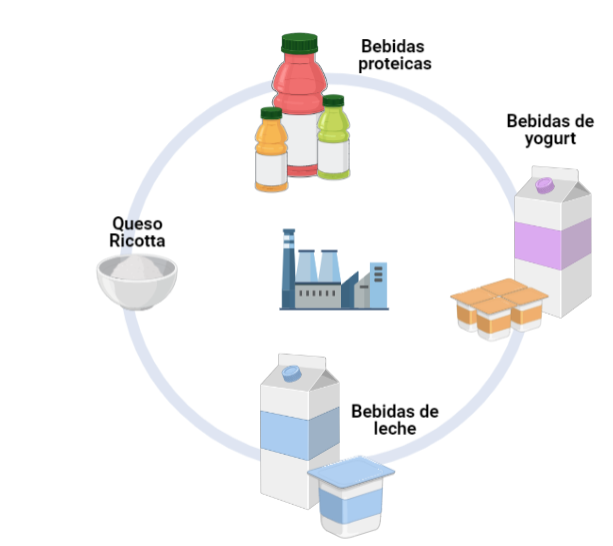 Bebidas
proteicas
Bebidas de
yogurt
Queso
Ricotta
Bebidas de
leche